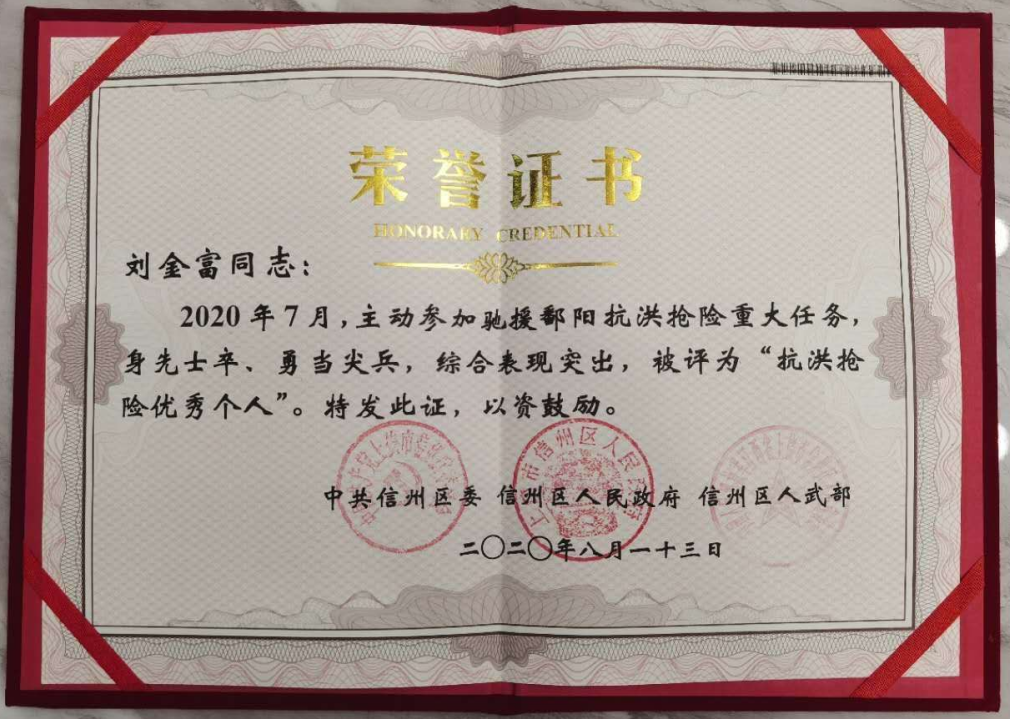 荣誉证书
HONORARY CREDENTIAL
刘金富同志：
2020年7月，主动参加驰援鄱阳抗洪抢险重大任务，
身先士卒、勇当尖兵，综合表现突出，被评为“抗洪抢
险优秀个人”。特发此证，以资鼓励。
中共信州区委 信州区人民政府 信州区人武部
二〇二〇年八月一十三日